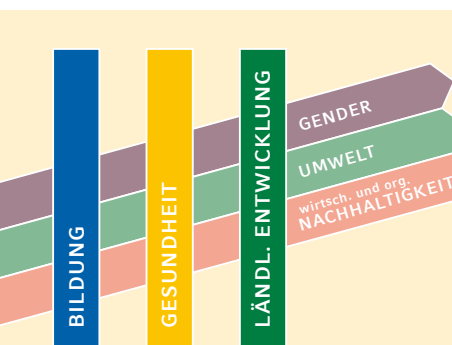 BILDUNG
GESUNDHEIT
LÄNDL. ENTWICKLUNG
GENDER
UMWELT
wirtsch. und org.
NACHHALTIGKEIT